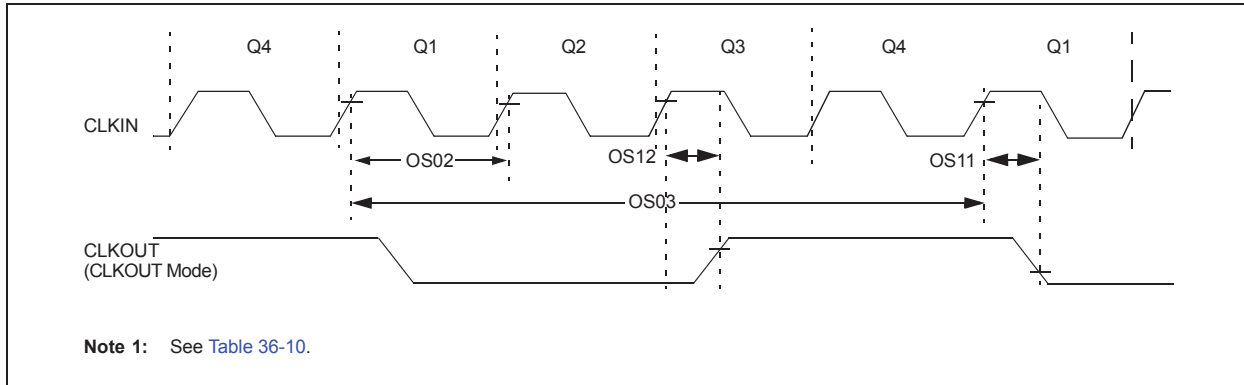 Q4 Q1 Q2 Q3 Q4 Q1
CLKIN
OS02 OS12 OS11
OS03
CLKOUT
(CLKOUT Mode)
Note 1: See Table 36-10.